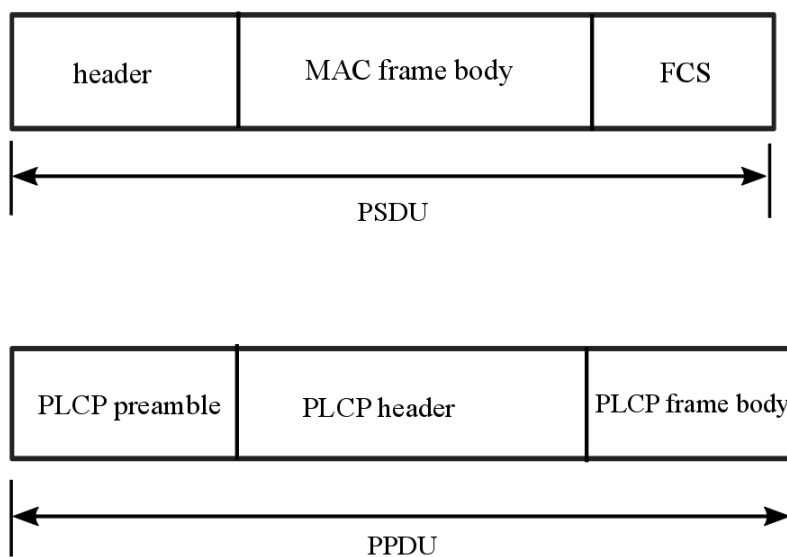 header MAC frame body FCS
PSDU
PLCP preamble PLCP header PLCP frame body
PPDU